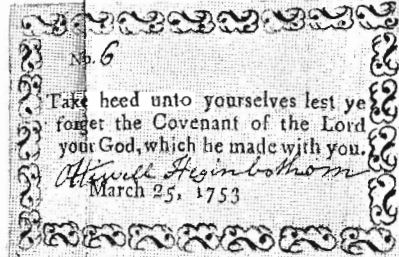 No. 6
Take heed unto yourselves lest ye
forget the Covenant of the Lord
your God, which he made with you.
Ottiwell Heginbothom
March 25, 1753